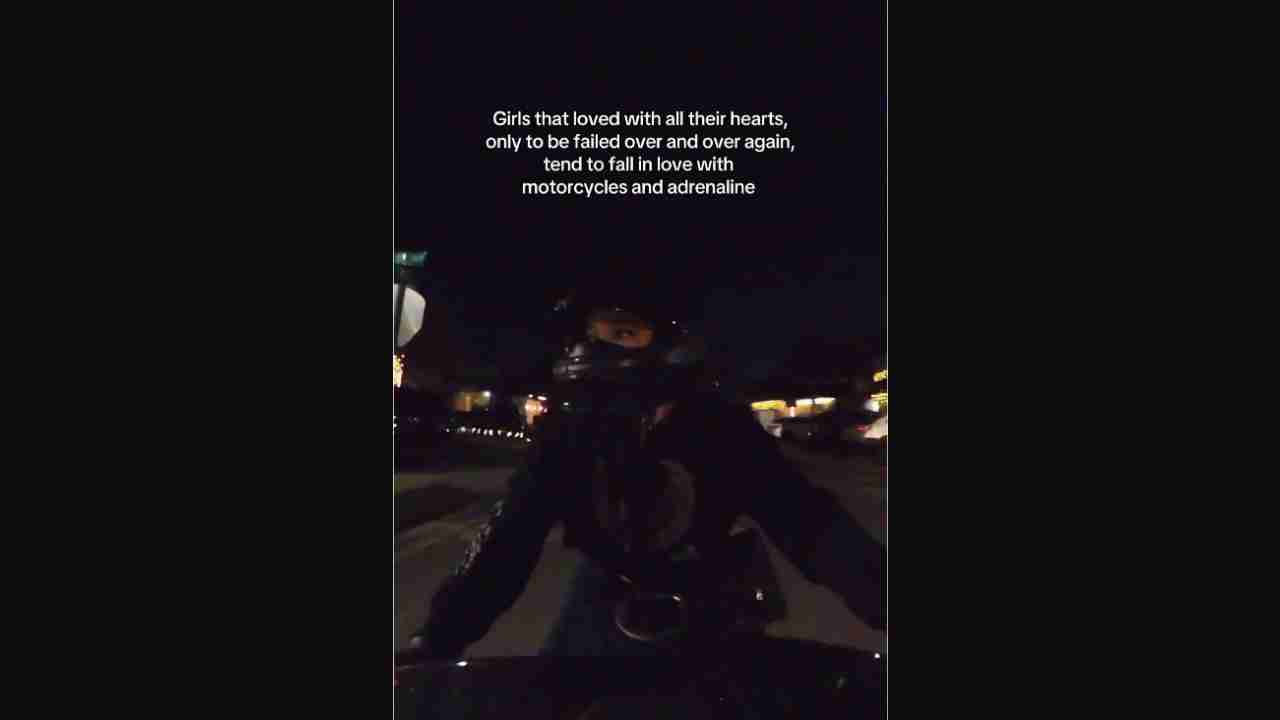 Girls that loved with all their hearts,
only to be failed over and over again,
tend to fall in love with
motorcycles and adrenaline